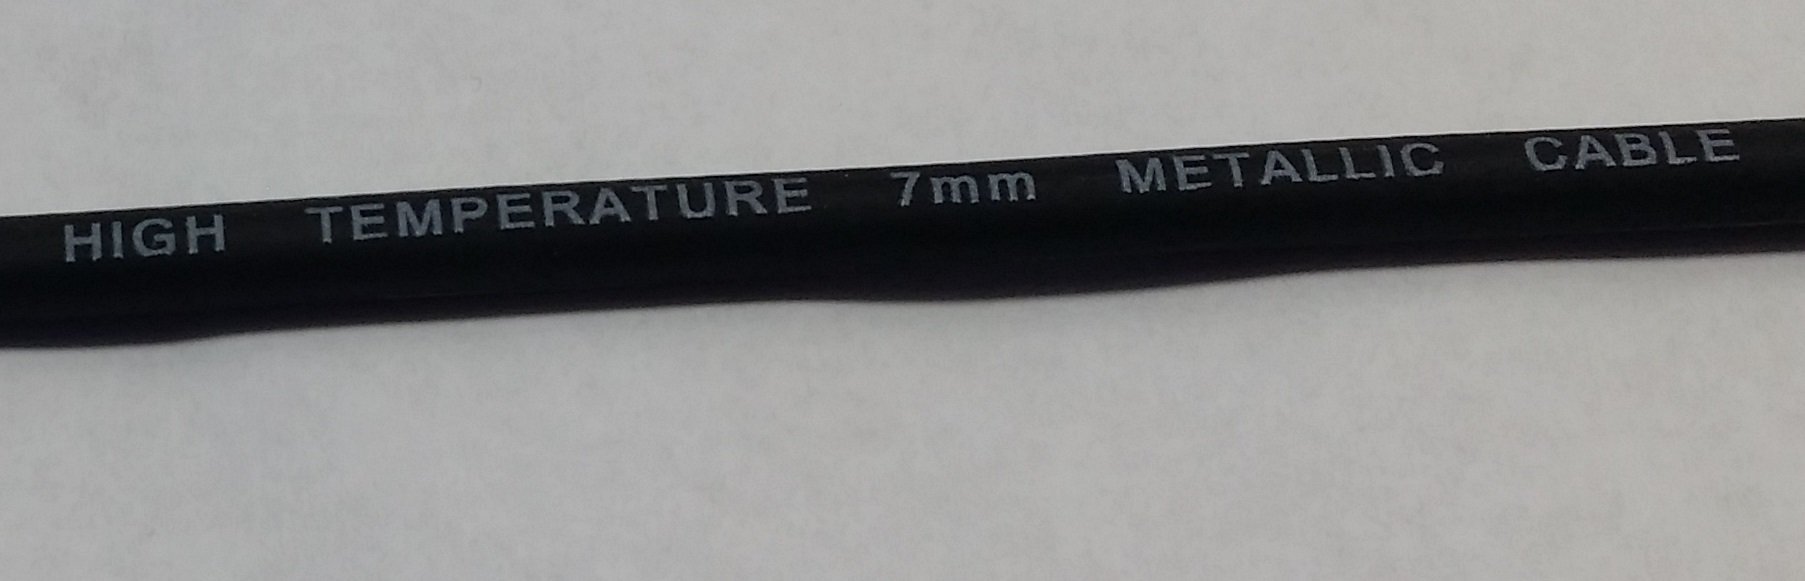 HIGH TEMPERATURE 7mm METALLIC CABLE